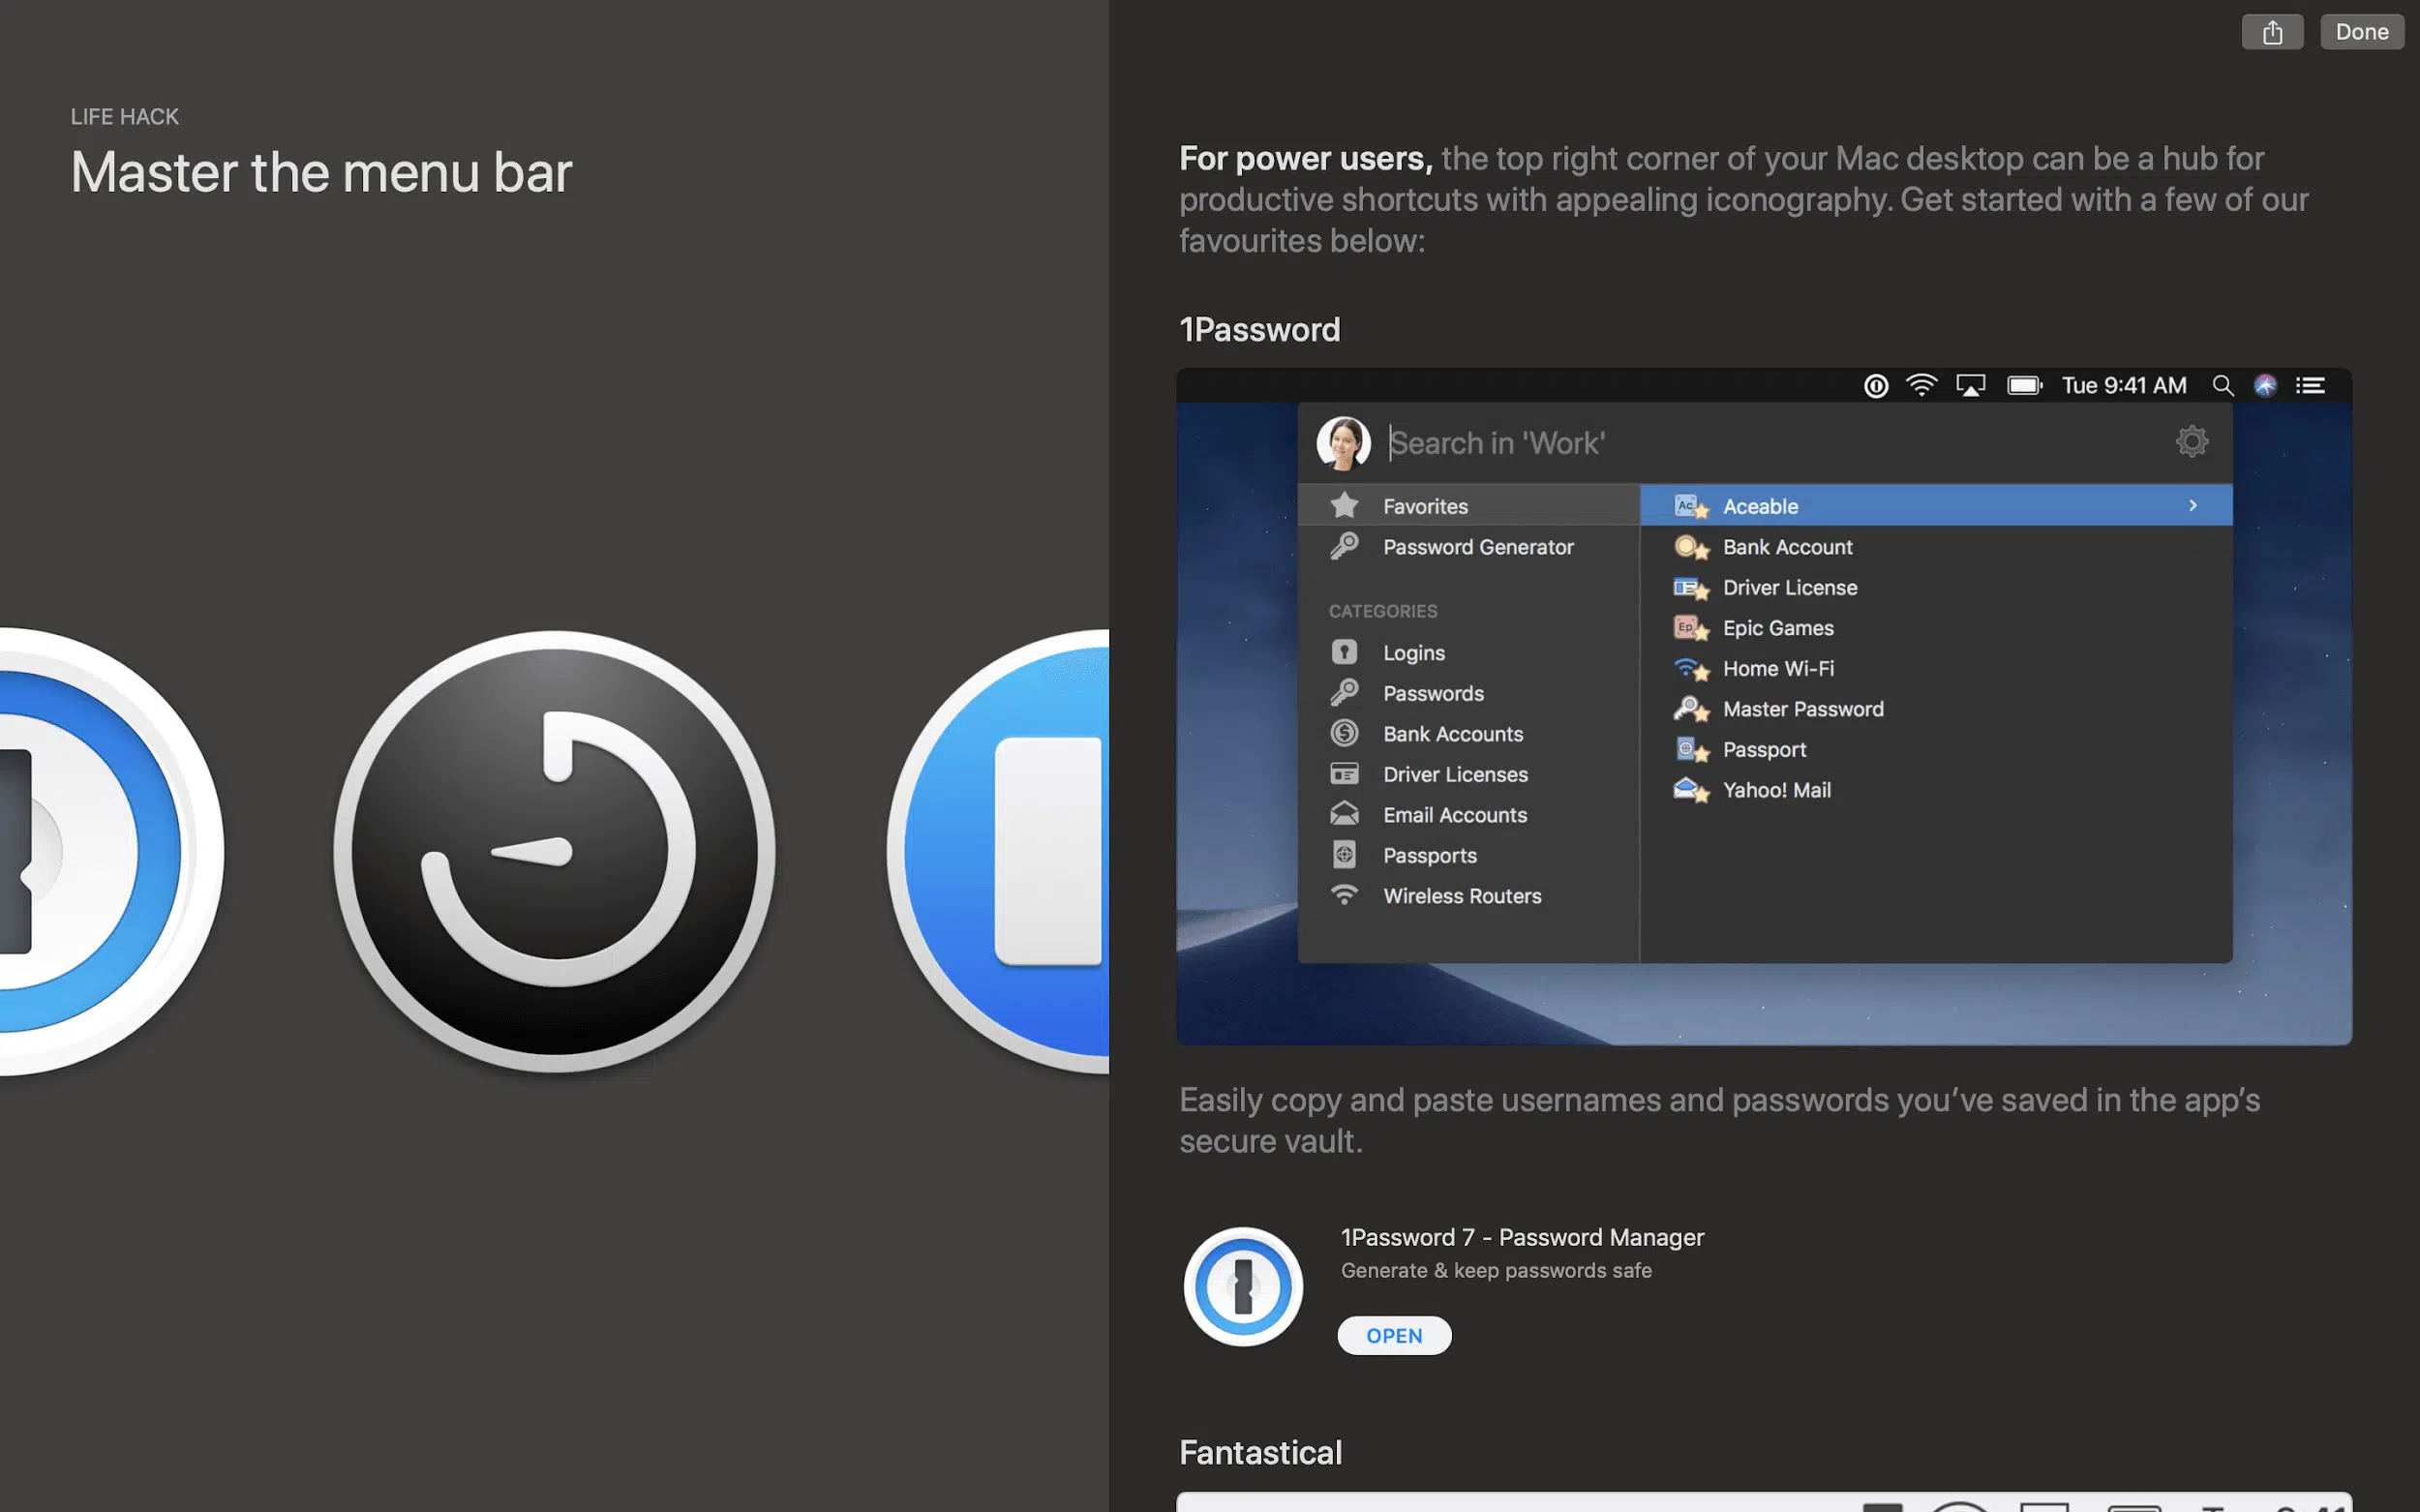 Done
LIFE HACK
Master the menu bar
For power users, the top right corner of your Mac desktop can be a hub for
productive shortcuts with appealing iconography. Get started with a few of our
favourites below:
1Password
Tue 9:41 AM
Search in 'Work'
Favorites
Password Generator
CATEGORIES
Logins
Passwords
Bank Accounts
Driver Licenses
Email Accounts
Passports
Wireless Routers
Ac Aceable
Bank Account
Driver License
Ep Epic Games
Home Wi-Fi
Master Password
Passport
Yahoo! Mail
Easily copy and paste usernames and passwords you’ve saved in the app’s
secure vault.
1Password 7 - Password Manager
Generate & keep passwords safe
OPEN
Fantastical